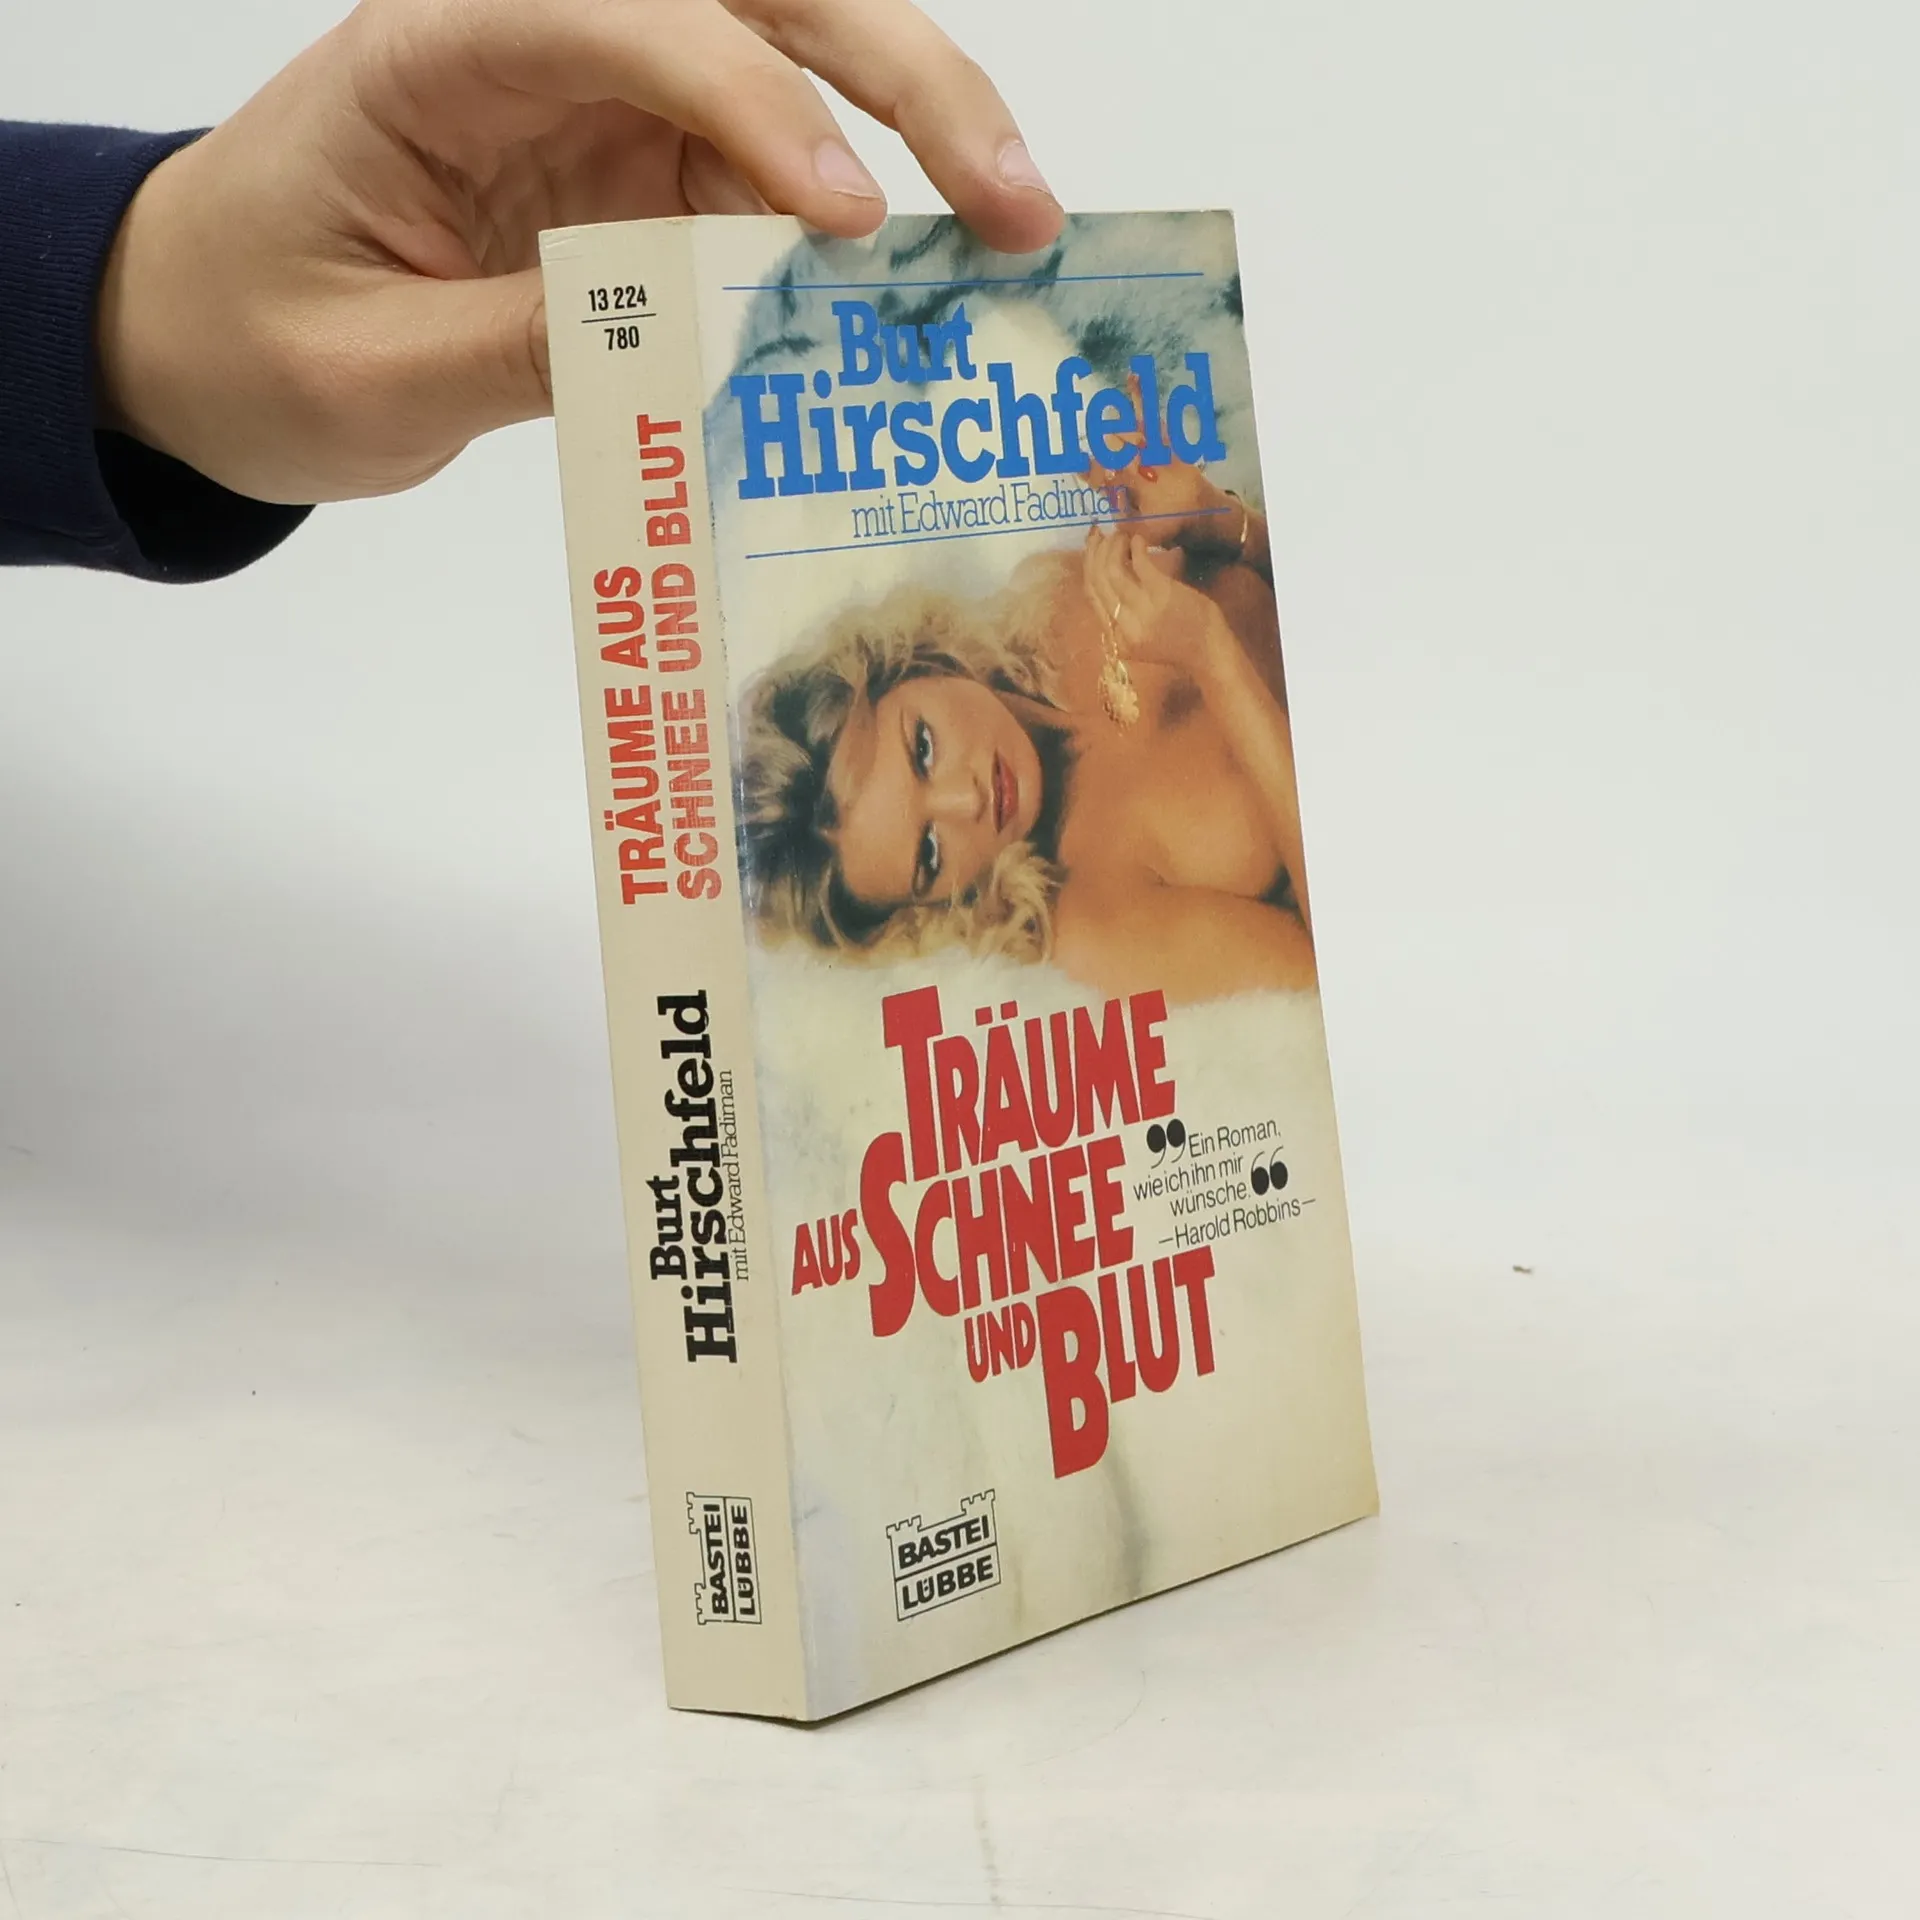 13 224
780
TRÄUME AUS
SCHNEE UND BLUT
Burt
Hirschfeld
mit Edward Fadiman
BASTEI
LÜBBE
Burt
Hirschfeld
mit Edward Fadiman
TRÄUME
AUS SCHNEE
UND BLUT
❞Ein Roman,
wie ich ihn mir
wünsche.❝
—Harold Robbins—
BASTEI
LÜBBE